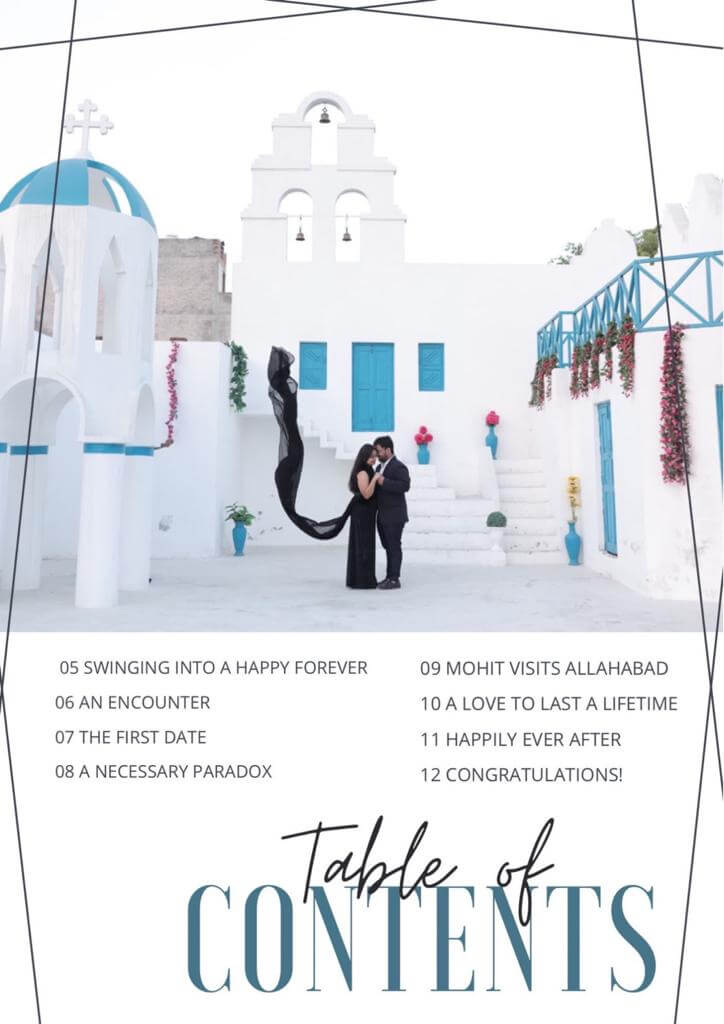 05 SWINGING INTO A HAPPY FOREVER
06 AN ENCOUNTER
07 THE FIRST DATE
08 A NECESSARY PARADOX
09 MOHIT VISITS ALLAHABAD
10 A LOVE TO LAST A LIFETIME
11 HAPPILY EVER AFTER
12 CONGRATULATIONS!
Table of
CONTENTS